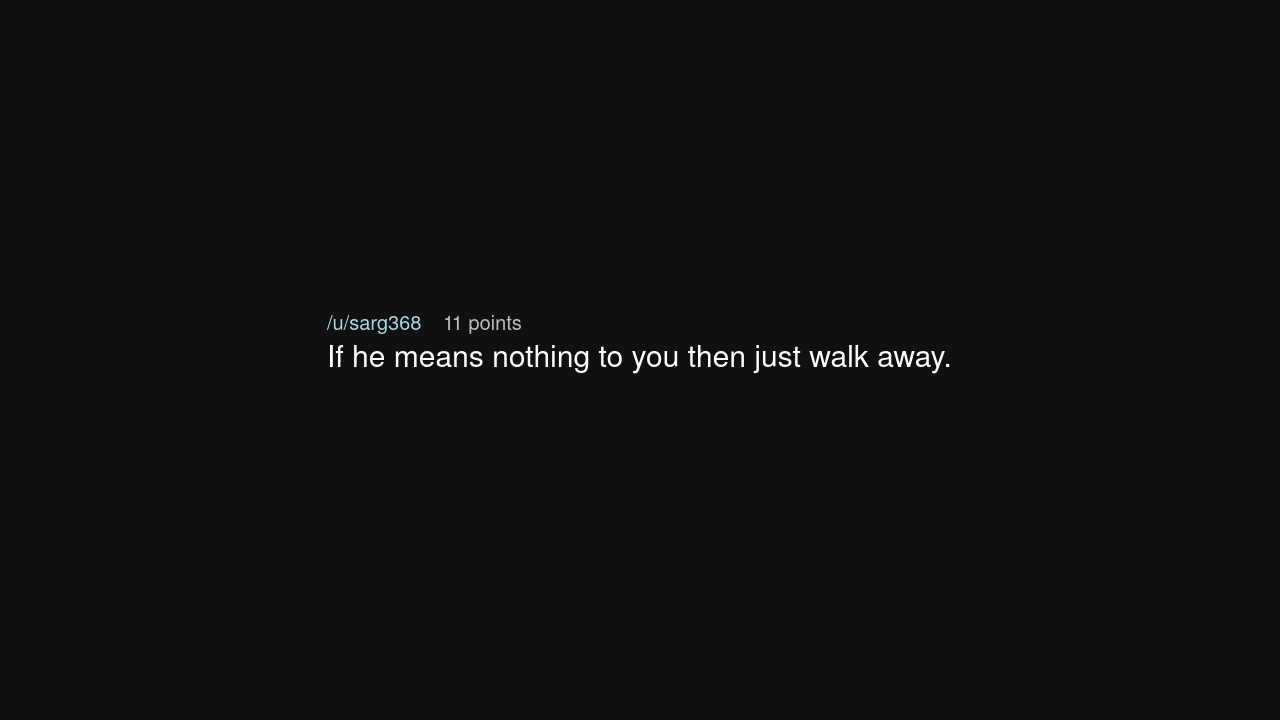 /u/sarg368 11 points
If he means nothing to you then just walk away.